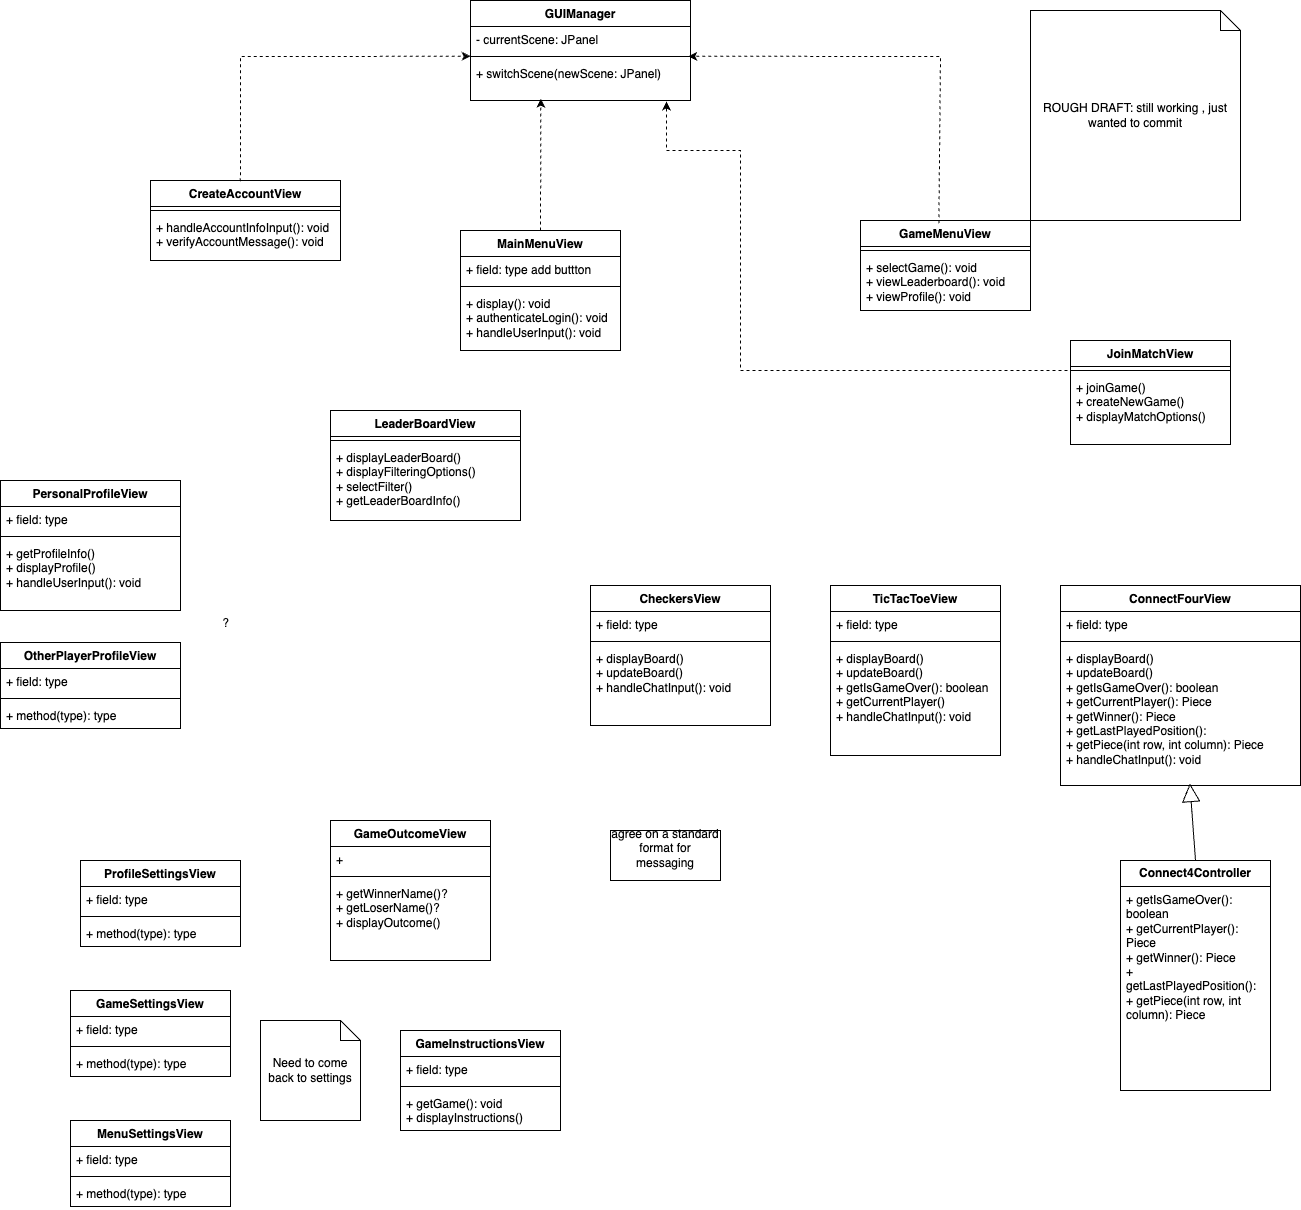 GUIManager
- currentScene: JPanel
+ switchScene(newScene: JPanel)
ROUGH DRAFT: still working , just
wanted to commit
CreateAccountView
+ handleAccountInfoInput(): void
+ verifyAccountMessage(): void
MainMenuView
+ field: type add buttton
+ display(): void
+ authenticateLogin(): void
+ handleUserInput(): void
GameMenuView
+ selectGame(): void
+ viewLeaderboard(): void
+ viewProfile(): void
JoinMatchView
+ joinGame()
+ createNewGame()
+ displayMatchOptions()
LeaderBoardView
+ displayLeaderBoard()
+ displayFilteringOptions()
+ selectFilter()
+ getLeaderBoardInfo()
PersonalProfileView
+ field: type
+ getProfileInfo()
+ displayProfile()
+ handleUserInput(): void
?
OtherPlayerProfileView
+ field: type
+ method(type): type
CheckersView
+ field: type
+ displayBoard()
+ updateBoard()
+ handleChatInput(): void
TicTacToeView
+ field: type
+ displayBoard()
+ updateBoard()
+ getIsGameOver(): boolean
+ getCurrentPlayer()
+ handleChatInput(): void
ConnectFourView
+ field: type
+ displayBoard()
+ updateBoard()
+ getIsGameOver(): boolean
+ getCurrentPlayer(): Piece
+ getWinner(): Piece
+ getLastPlayedPosition():
+ getPiece(int row, int column): Piece
+ handleChatInput(): void
GameOutcomeView
+
+ getWinnerName()?
+ getLoserName()?
+ displayOutcome()
agree on a standard
format for
messaging
ProfileSettingsView
+ field: type
+ method(type): type
Connect4Controller
+ getIsGameOver():
boolean
+ getCurrentPlayer():
Piece
+ getWinner(): Piece
+
getLastPlayedPosition():
+ getPiece(int row, int
column): Piece
GameSettingsView
+ field: type
+ method(type): type
Need to come
back to settings
GameInstructionsView
+ field: type
+ getGame(): void
+ displayInstructions()
MenuSettingsView
+ field: type
+ method(type): type